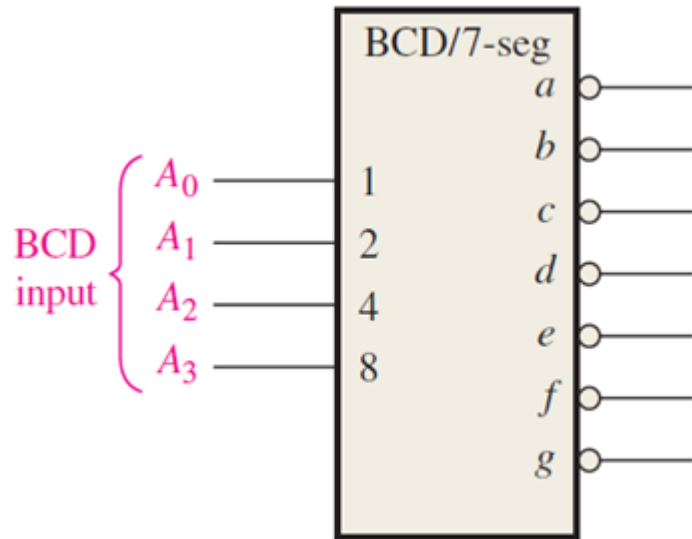 BCD/7-seg
a
b
A₀ 1
c
BCD input
A₁ 2
d
A₂ 4
e
A₃ 8
f
g